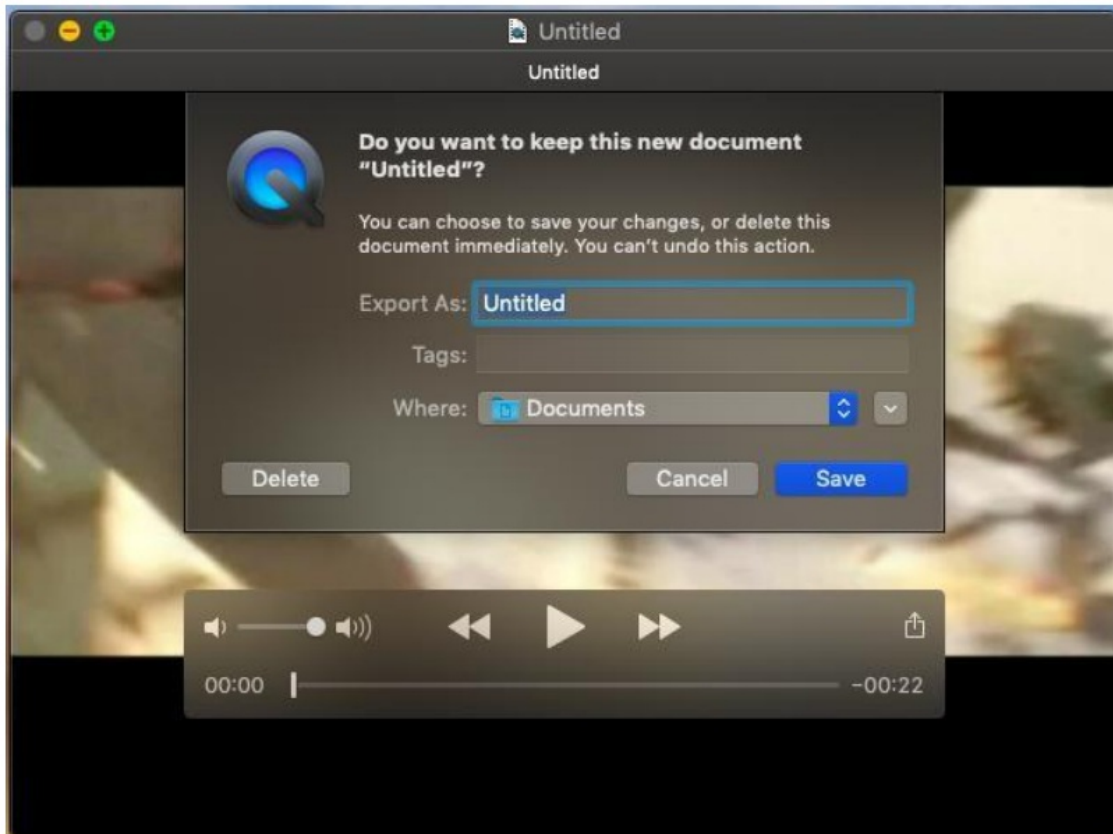 Untitled
Untitled
Do you want to keep this new document
“Untitled”?
You can choose to save your changes, or delete this
document immediately. You can’t undo this action.
Export As: Untitled
Tags:
Where: Documents
Delete Cancel Save
00:00 -00:22